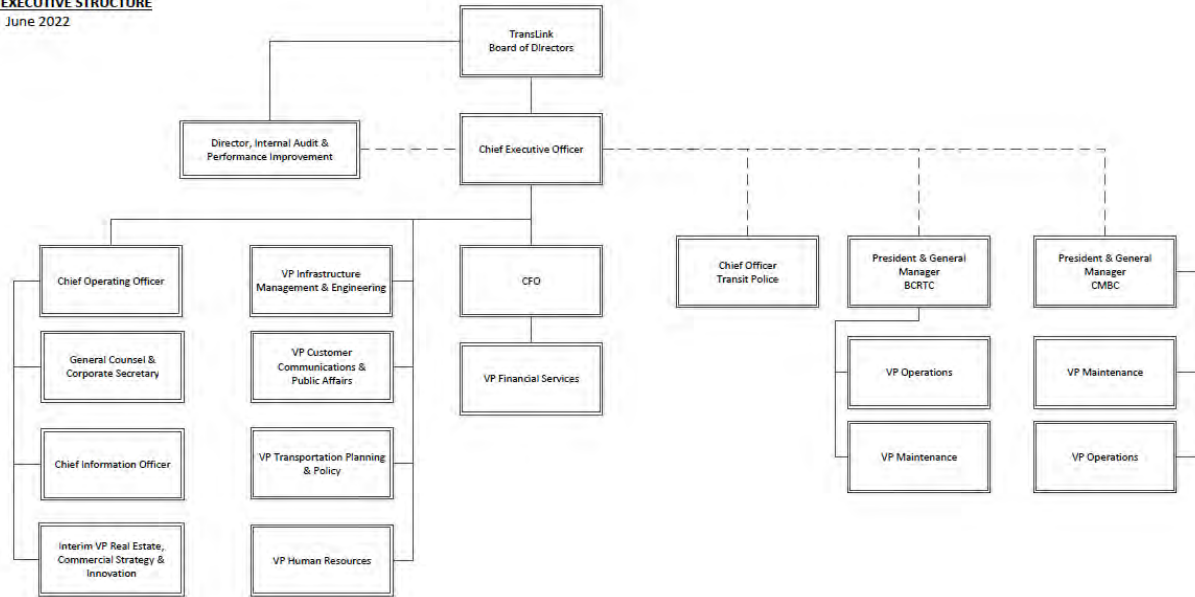 EXECUTIVE STRUCTURE
June 2022
TransLink
Board of Directors
Director, Internal Audit &
Performance Improvement
Chief Executive Officer
Chief Operating Officer
VP Infrastructure
Management & Engineering
CFO
Chief Officer
Transit Police
President & General
Manager
BCRTC
President & General
Manager
CMBC
General Counsel &
Corporate Secretary
VP Customer
Communications &
Public Affairs
VP Financial Services
VP Operations
VP Maintenance
Chief Information Officer
VP Transportation Planning
& Policy
VP Maintenance
VP Operations
Interim VP Real Estate,
Commercial Strategy &
Innovation
VP Human Resources